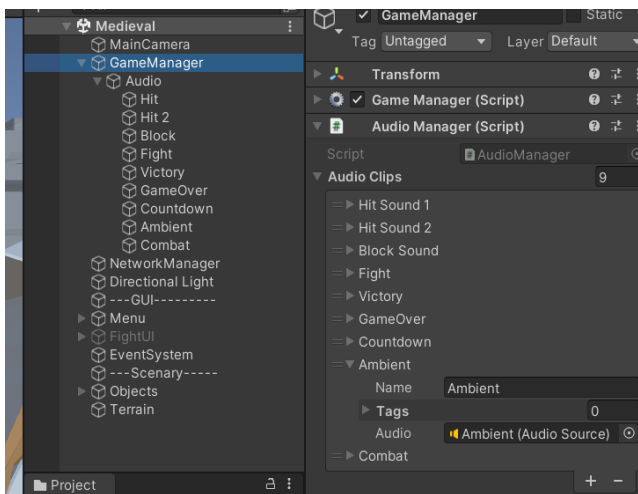 Medieval
MainCamera
GameManager
Audio
Hit
Hit 2
Block
Fight
Victory
GameOver
Countdown
Ambient
Combat
NetworkManager
Directional Light
---GUI---------
Menu
FightUI
EventSystem
---Scenary-----
Objects
Terrain
Project
GameManager Static
Tag Untagged Layer Default
Transform
Game Manager (Script)
Audio Manager (Script)
Script AudioManager
Audio Clips 9
Hit Sound 1
Hit Sound 2
Block Sound
Fight
Victory
GameOver
Countdown
Ambient
Name Ambient
Tags 0
Audio Ambient (Audio Source)
Combat
+ -